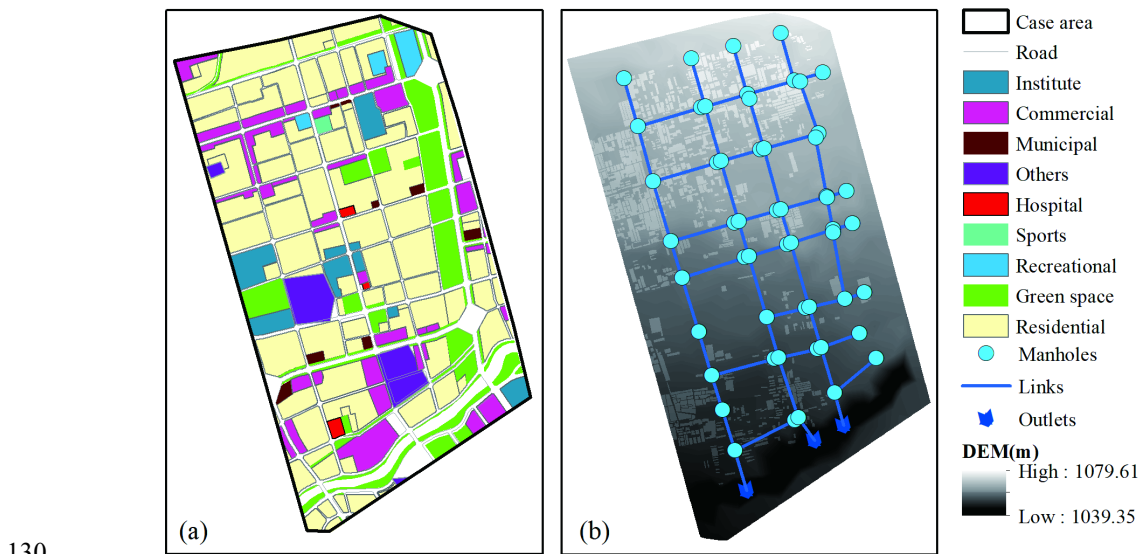 Case area
Road
Institute
Commercial
Municipal
Others
Hospital
Sports
Recreational
Green space
Residential
Manholes
Links
Outlets
DEM(m)
High : 1079.61
Low : 1039.35
(a)
(b)
130